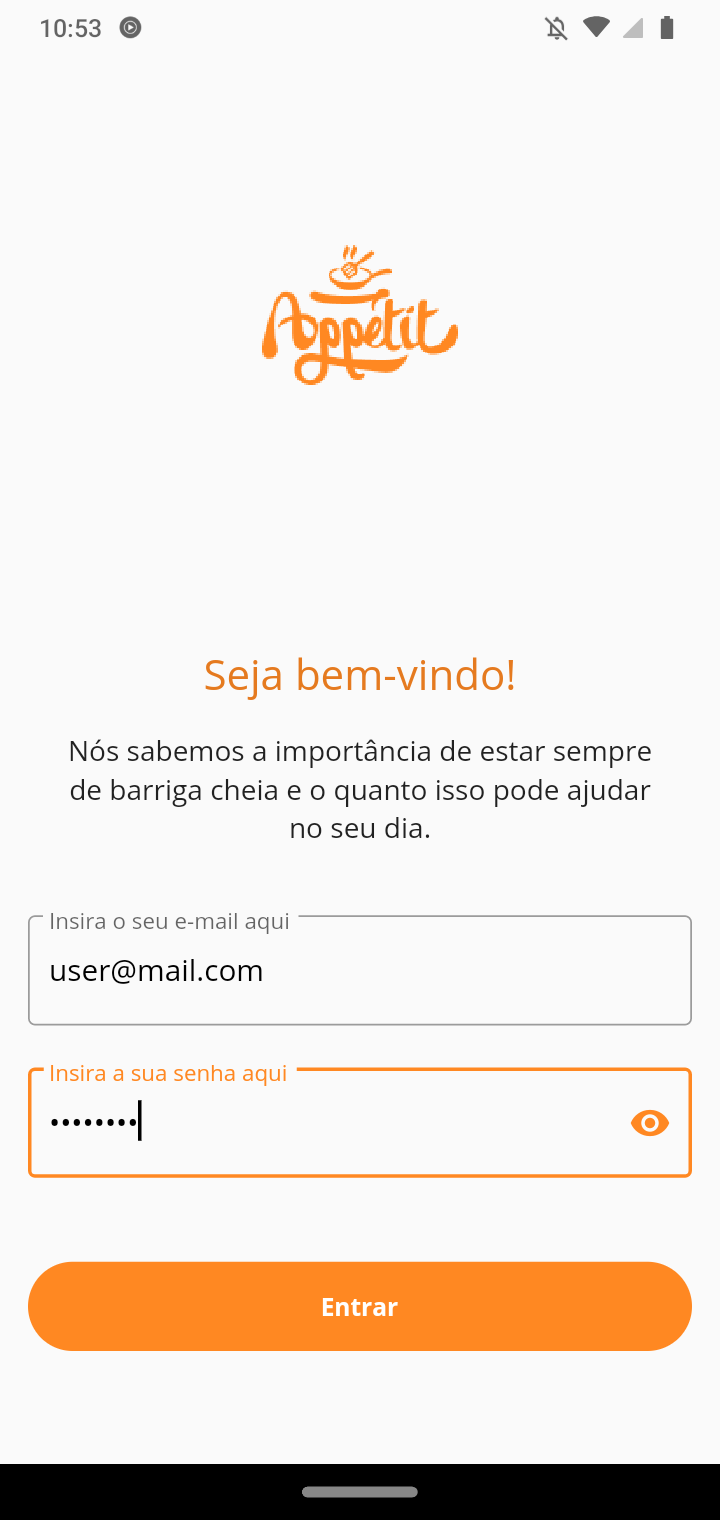 10:53
Appétit
Seja bem-vindo!
Nós sabemos a importância de estar sempre
de barriga cheia e o quanto isso pode ajudar
no seu dia.
Insira o seu e-mail aqui
user@mail.com
Insira a sua senha aqui
••••••••
Entrar